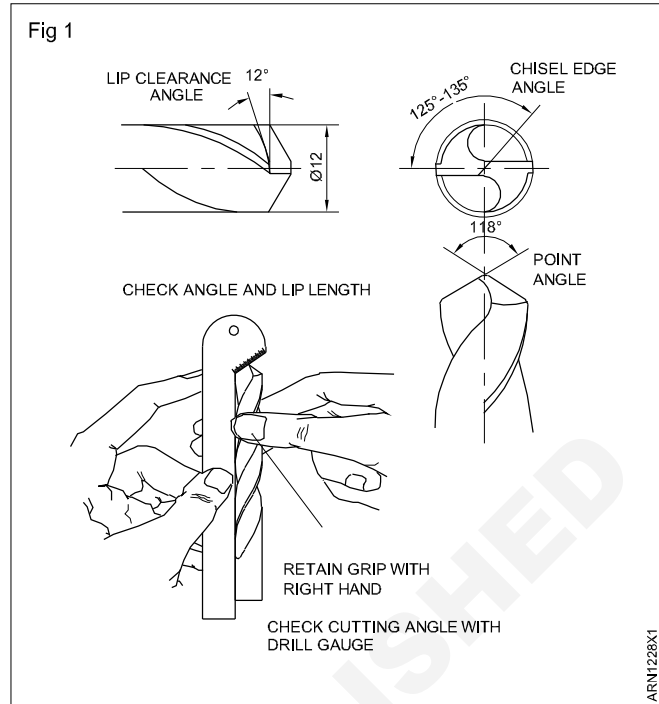 Fig 1
LIP CLEARANCE
ANGLE
12°
Ø12
CHISEL EDGE
ANGLE
125°-135°
118°
POINT
ANGLE
CHECK ANGLE AND LIP LENGTH
RETAIN GRIP WITH
RIGHT HAND
CHECK CUTTING ANGLE WITH
DRILL GAUGE
ARN1228X1